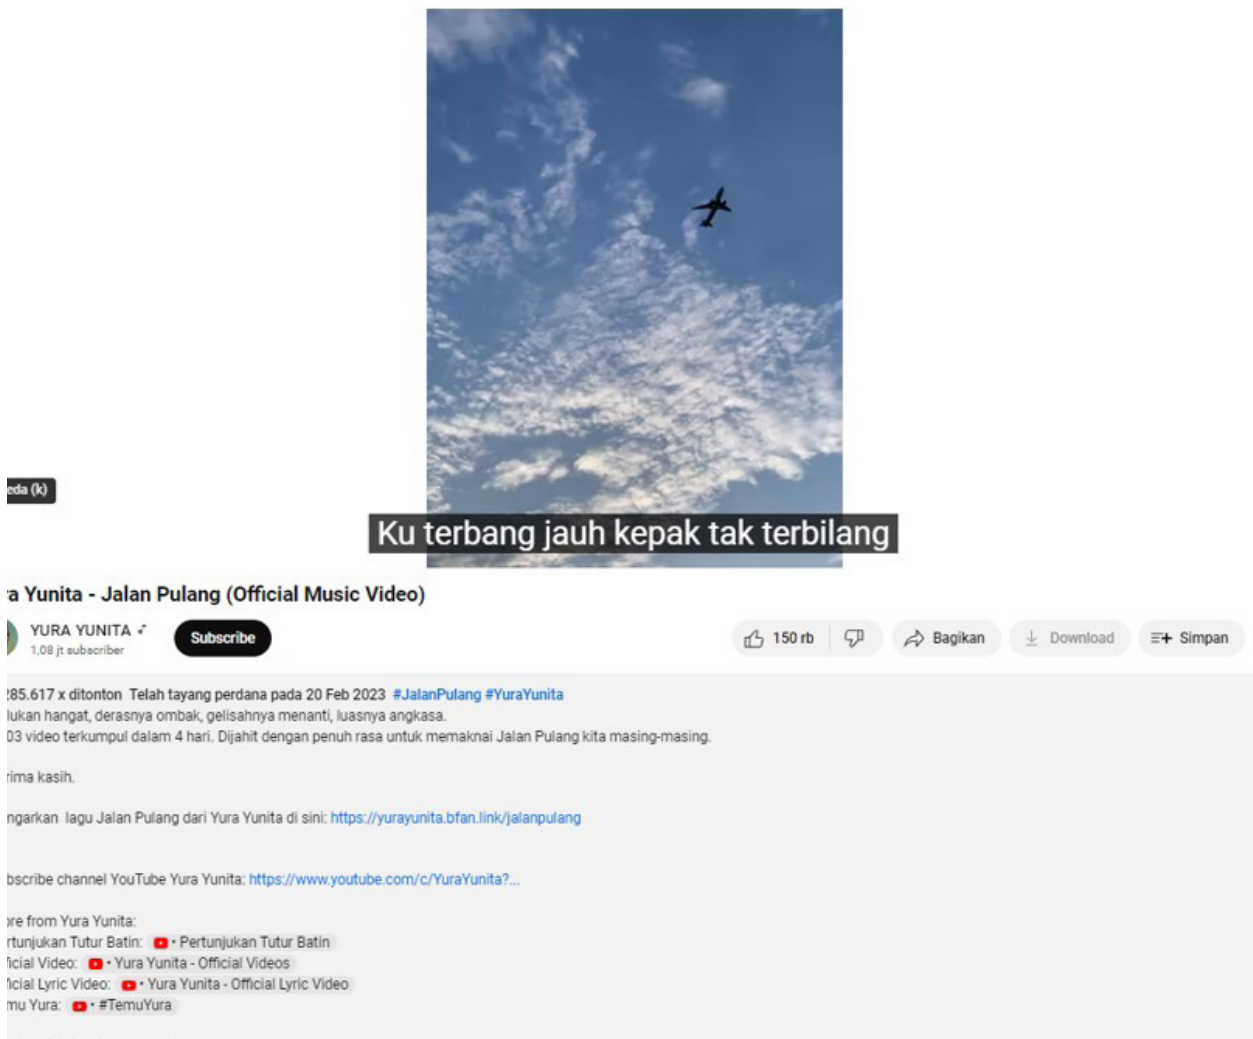 Ku terbang jauh kepak tak terbilang
eda (k)
a Yunita - Jalan Pulang (Official Music Video)
YURA YUNITA
1,08 jt subscriber
Subscribe
150 rb
Bagikan
Download
Simpan
285.617 x ditonton Telah tayang perdana pada 20 Feb 2023 #JalanPulang #YuraYunita
lukan hangat, derasnya ombak, gelisahnya menanti, luasnya angkasa.
03 video terkumpul dalam 4 hari. Dijahit dengan penuh rasa untuk memaknai Jalan Pulang kita masing-masing.
rima kasih.
ngarkan lagu Jalan Pulang dari Yura Yunita di sini: https://yurayunita.bfan.link/jalanpulang
bscribe channel YouTube Yura Yunita: https://www.youtube.com/c/YuraYunita?...
ore from Yura Yunita:
rtunjukan Tutur Batin: • Pertunjukan Tutur Batin
ficial Video: • Yura Yunita - Official Videos
ficial Lyric Video: • Yura Yunita - Official Lyric Video
mu Yura: • #TemuYura